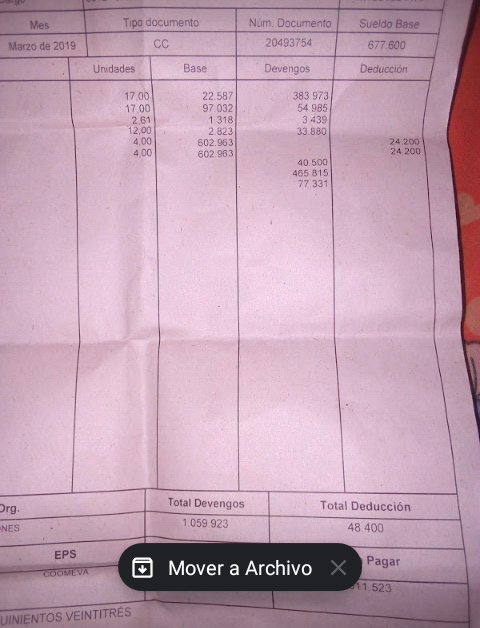 Mes Tipo documento Núm. Documento Sueldo Base
Marzo de 2019 CC 20493754 677.600
Unidades Base Devengos Deducción
17,00 22.587 383.973
17,00 97.032 54.985
2,61 1.318 3.439
12,00 2.823 33.880
4,00 602.963 24.200
4,00 602.963 24.200
40.500
465.815
77.331
Org. Total Devengos Total Deducción
NES 1.059.923 48.400
EPS Pagar
COOMEVA 11.523
Mover a Archivo
UINIENTOS VEINTITRÉS